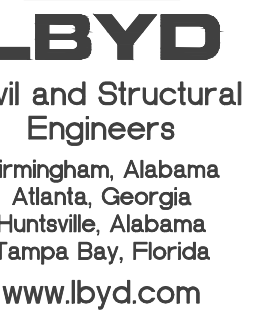 LBYD
vil and Structural
Engineers
irmingham, Alabama
Atlanta, Georgia
Huntsville, Alabama
Tampa Bay, Florida
www.lbyd.com